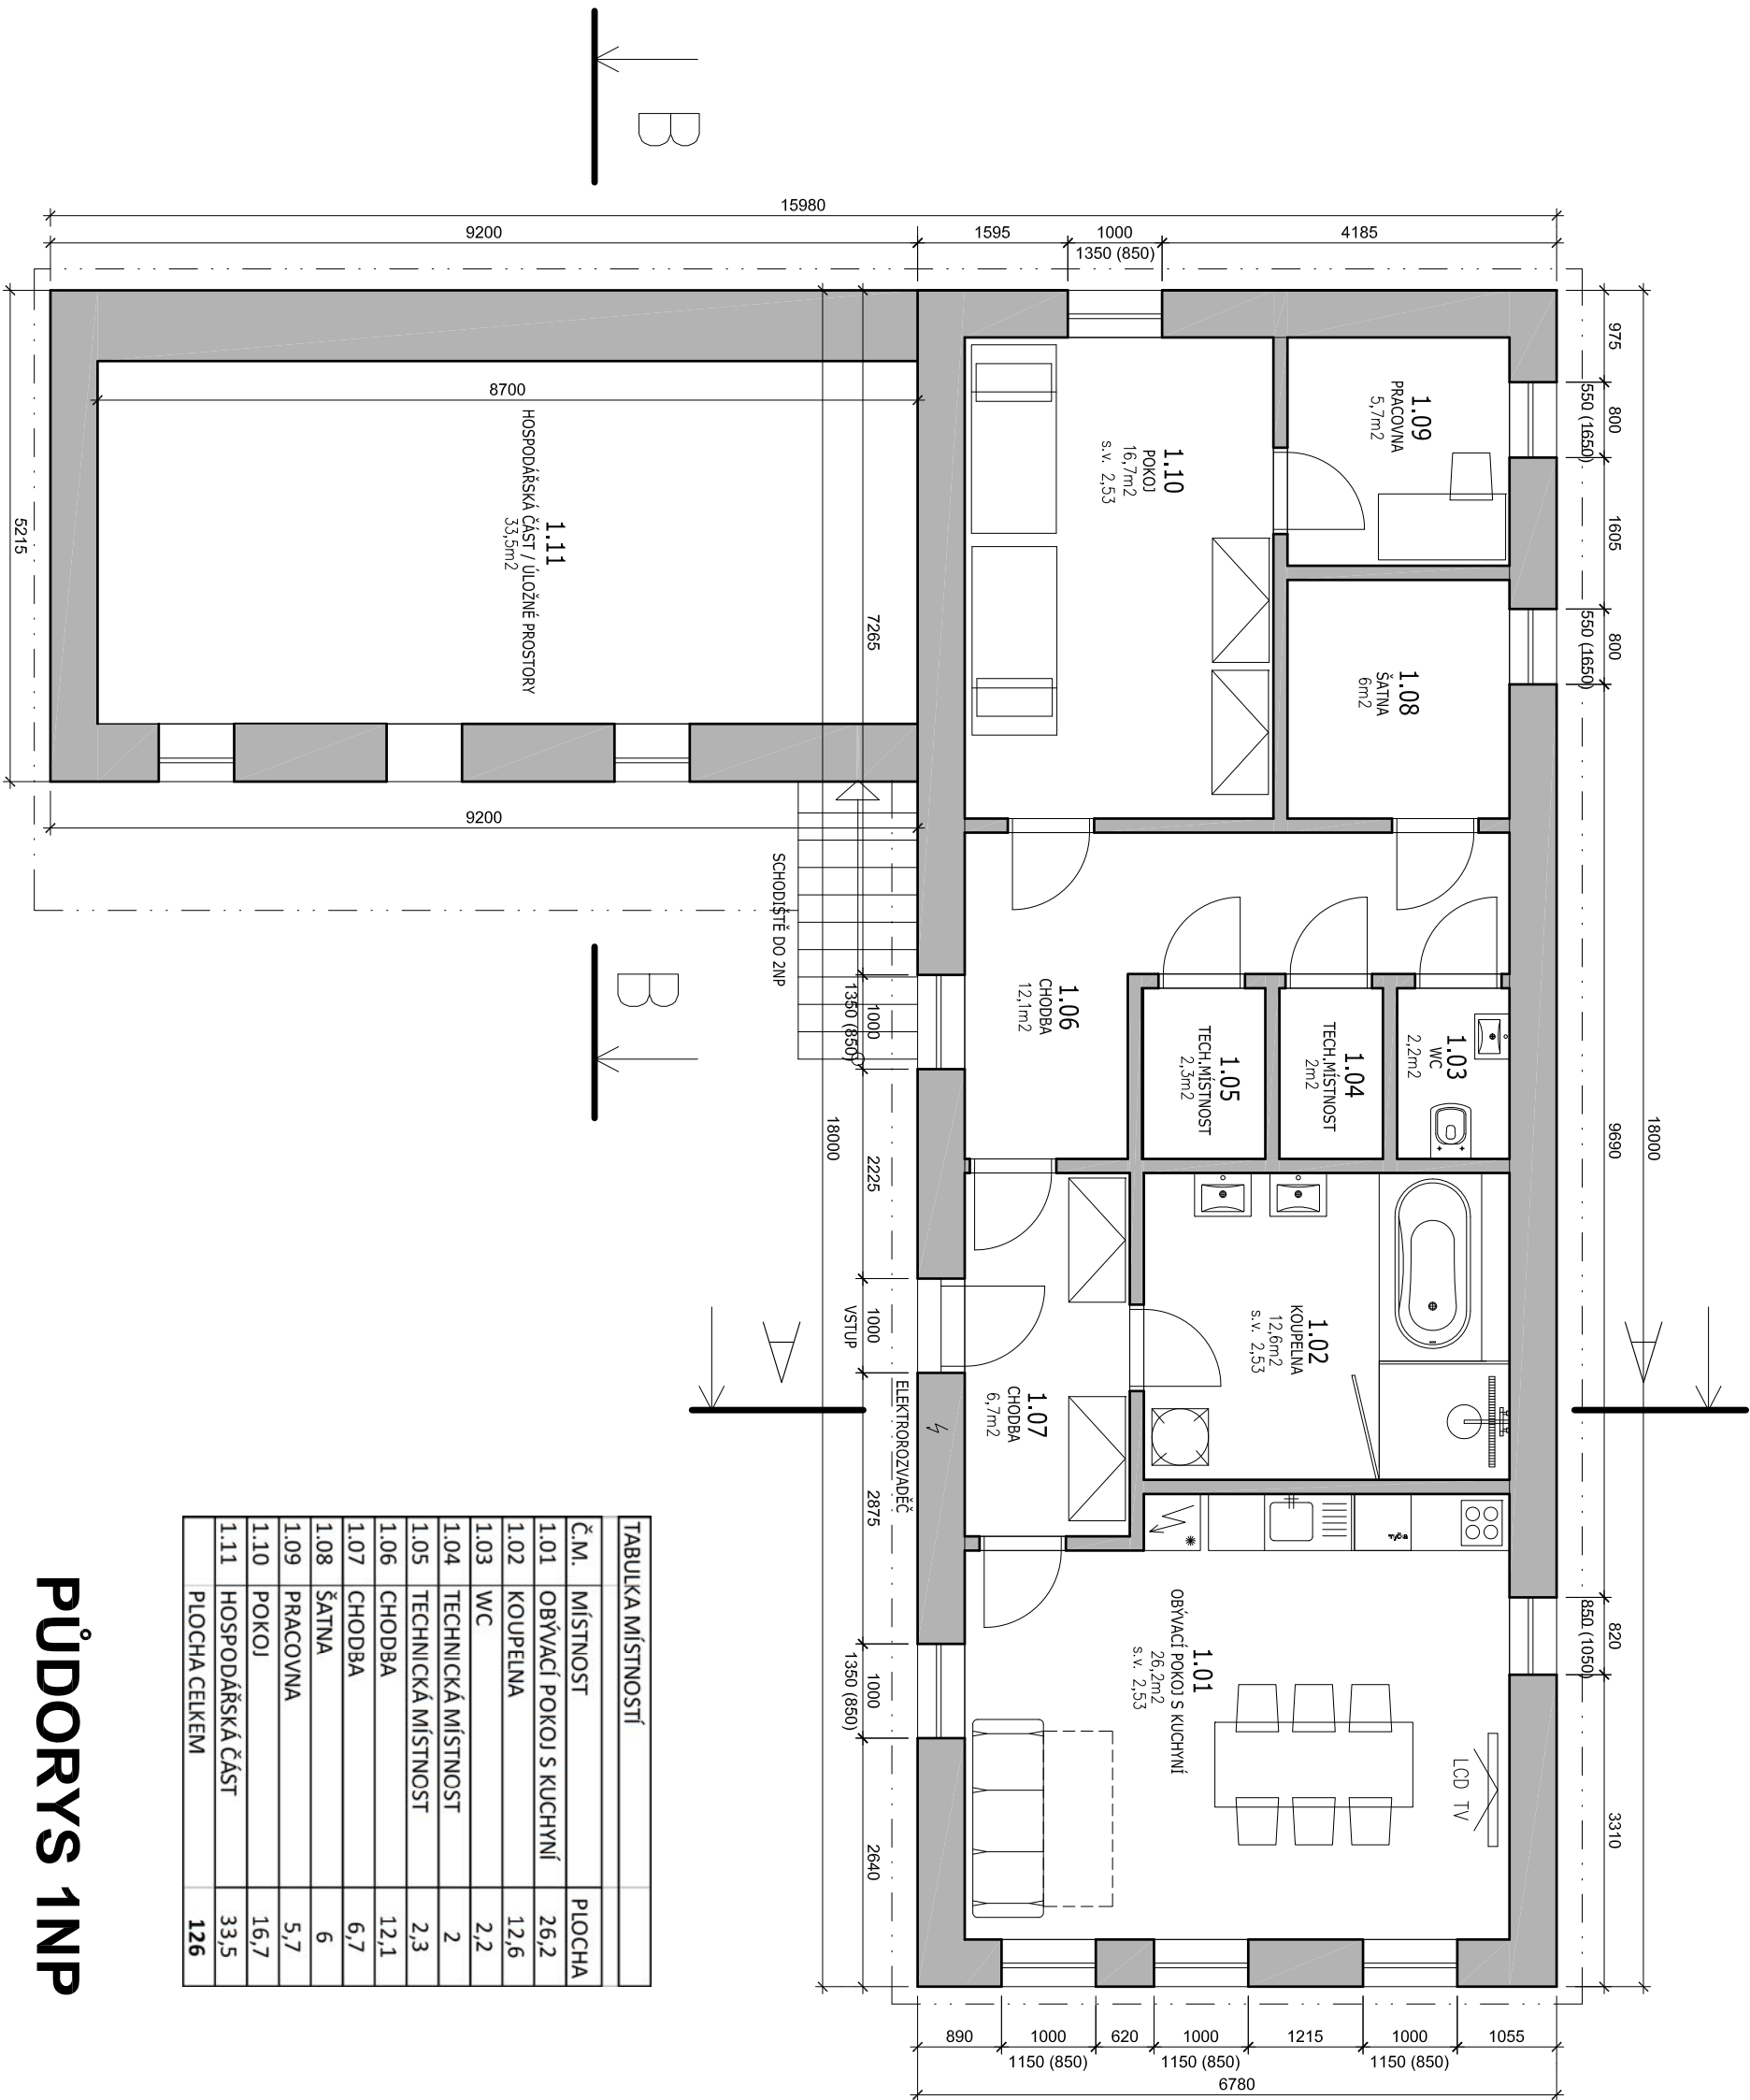 B
15980
9200
1595
1000
1350 (850)
4185
975
800
550 (1650)
1605
800
550 (1650)
9690
18000
820
850 (1050)
3310
5215
8700
9200
7265
1000
1350 (850)
2225
18000
1000
VSTUP
2875
1000
1350 (850)
2640
890
1000
1150 (850)
620
1000
1150 (850)
1215
1000
1150 (850)
1055
6780
1.09
PRACOVNA
5,7m2
1.10
POKOJ
16,7m2
s.v. 2,53
1.08
ŠATNA
6m2
1.11
HOSPODÁŘSKÁ ČÁST / ÚLOŽNÉ PROSTORY
33,5m2
SCHODIŠTĚ DO 2NP
B
1.06
CHODBA
12,1m2
1.05
TECH.MÍSTNOST
2,3m2
1.04
TECH.MÍSTNOST
2m2
1.03
WC
2,2m2
1.02
KOUPELNA
12,6m2
s.v. 2,53
1.07
CHODBA
6,7m2
A
A
ELEKTROROZVADĚČ
1.01
OBÝVACÍ POKOJ S KUCHYNÍ
26,2m2
s.v. 2,53
LCD TV
TABULKA MÍSTNOSTÍ
Č.M. MÍSTNOST PLOCHA
1.01 OBÝVACÍ POKOJ S KUCHYNÍ 26,2
1.02 KOUPELNA 12,6
1.03 WC 2,2
1.04 TECHNICKÁ MÍSTNOST 2
1.05 TECHNICKÁ MÍSTNOST 2,3
1.06 CHODBA 12,1
1.07 CHODBA 6,7
1.08 ŠATNA 6
1.09 PRACOVNA 5,7
1.10 POKOJ 16,7
1.11 HOSPODÁŘSKÁ ČÁST 33,5
PLOCHA CELKEM 126
PŮDORYS 1NP